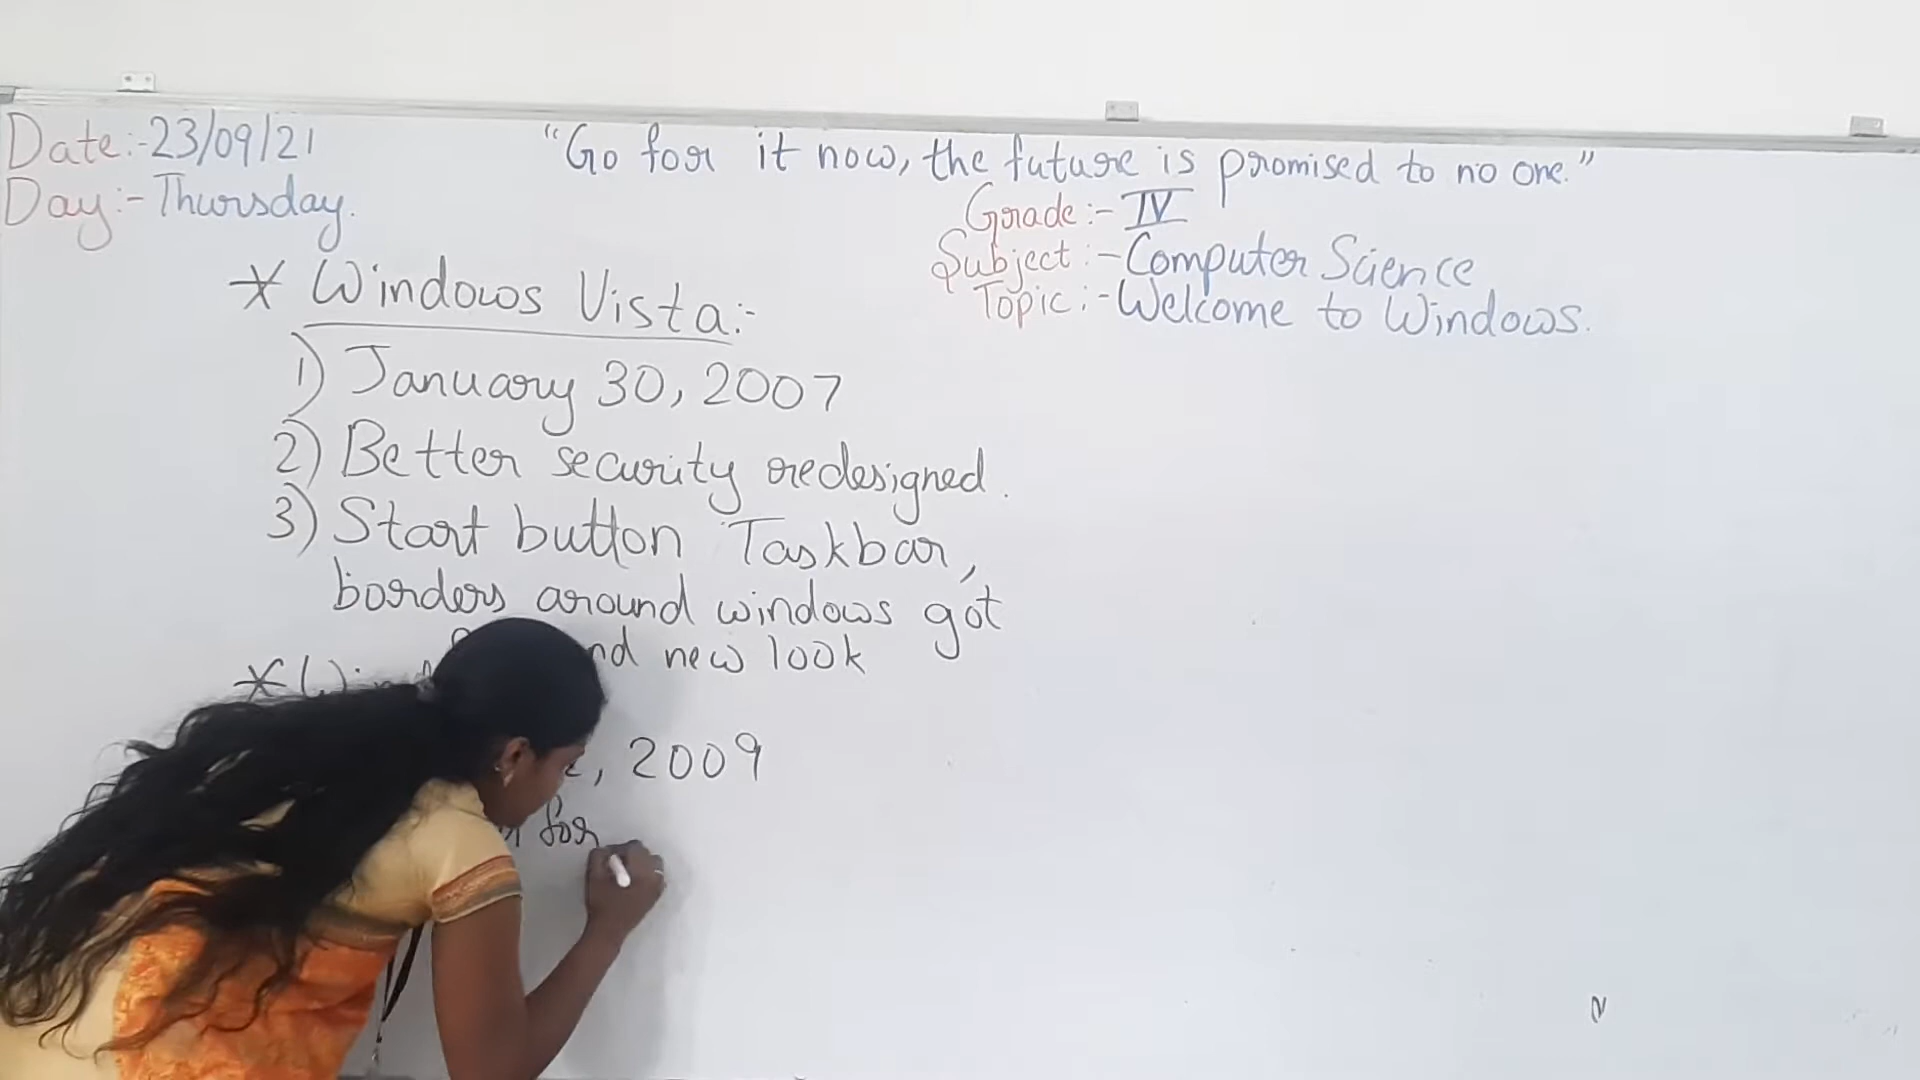 Date:-23/09/21
"Go for it now, the future is promised to no one."
Day:-Thursday.
Grade:-IV
Subject:-Computer Science
Topic:-Welcome to Windows.
* Windows Vista:-
1) January 30, 2007
2) Better security redesigned.
3) Start button Taskbar,
borders around windows got
new look
*
, 2009
for